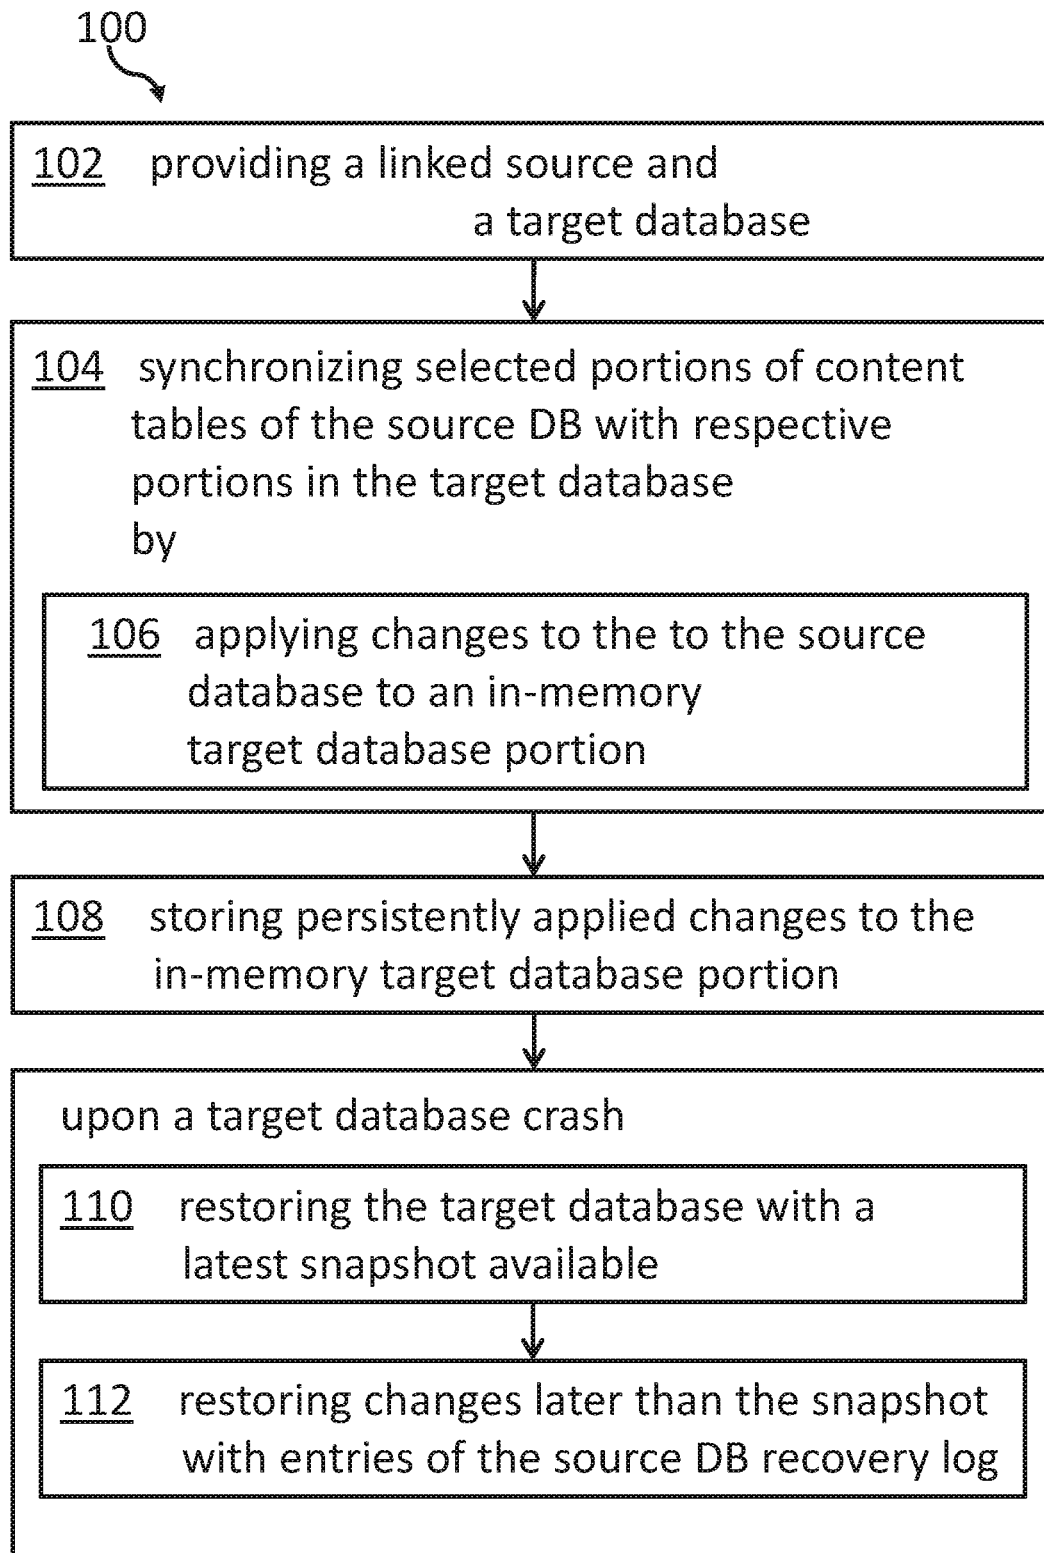 100
102 providing a linked source and
a target database
104 synchronizing selected portions of content
tables of the source DB with respective
portions in the target database
by
106 applying changes to the to the source
database to an in-memory
target database portion
108 storing persistently applied changes to the
in-memory target database portion
upon a target database crash
110 restoring the target database with a
latest snapshot available
112 restoring changes later than the snapshot
with entries of the source DB recovery log